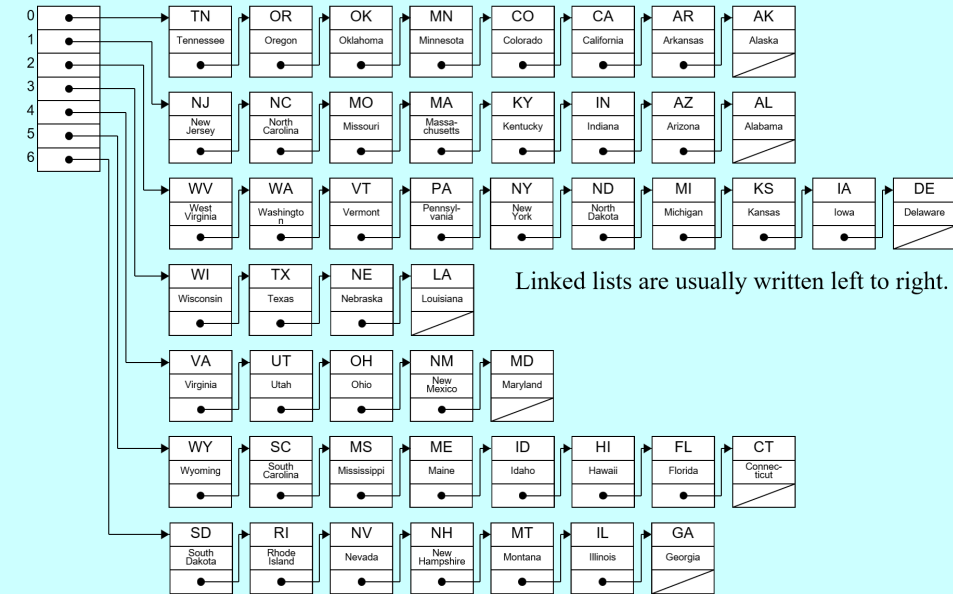 0
1
2
3
4
5
6
TN OR OK MN CO CA AR AK
Tennessee Oregon Oklahoma Minnesota Colorado California Arkansas Alaska
NJ NC MO MA KY IN AZ AL
New Jersey North Carolina Missouri Massa-chusetts Kentucky Indiana Arizona Alabama
WV WA VT PA NY ND MI KS IA DE
West Virginia Washingto n Vermont Pennsyl-vania New York North Dakota Michigan Kansas Iowa Delaware
WI TX NE LA
Wisconsin Texas Nebraska Louisiana
Linked lists are usually written left to right.
VA UT OH NM MD
Virginia Utah Ohio New Mexico Maryland
WY SC MS ME ID HI FL CT
Wyoming South Carolina Mississippi Maine Idaho Hawaii Florida Connec-ticut
SD RI NV NH MT IL GA
South Dakota Rhode Island Nevada New Hampshire Montana Illinois Georgia